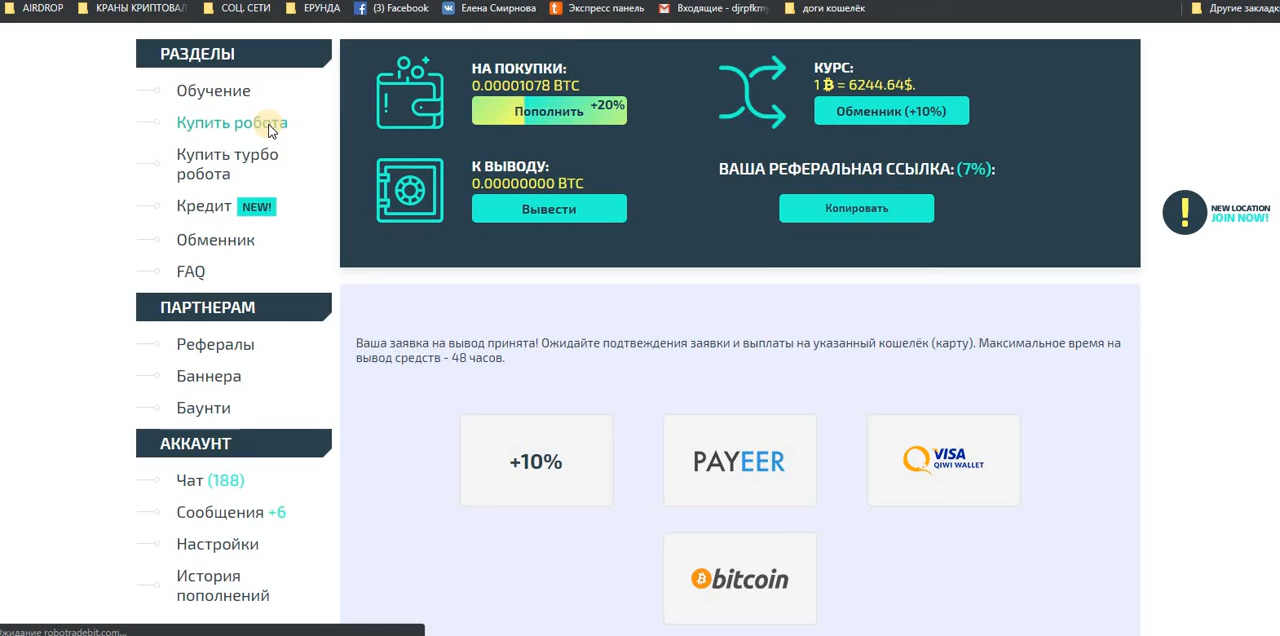 AIRDROP КРАНЫ КРИПТОВАЛ СОЦ. СЕТИ ЕРУНДА (3) Facebook Елена Смирнова Экспресс панель Входящие - djrpfkmy доги кошелёк Другие закладк
РАЗДЕЛЫ
Обучение
Купить робота
Купить турбо
робота
Кредит NEW!
Обменник
FAQ
ПАРТНЕРАМ
Рефералы
Баннера
Баунти
АККАУНТ
Чат (188)
Сообщения +6
Настройки
История
пополнений
НА ПОКУПКИ:
0.00001078 BTC
Пополнить +20%
КУРС:
1 ₿ = 6244.64$.
Обменник (+10%)
К ВЫВОДУ:
0.00000000 BTC
Вывести
ВАША РЕФЕРАЛЬНАЯ ССЫЛКА: (7%):
Копировать
NEW LOCATION
JOIN NOW!
Ваша заявка на вывод принята! Ожидайте подтвеждения заявки и выплаты на указанный кошелёк (карту). Максимальное время на
вывод средств - 48 часов.
+10%
PAYEER
VISA
QIWI WALLET
bitcoin
Ожидание robotradebit.com...